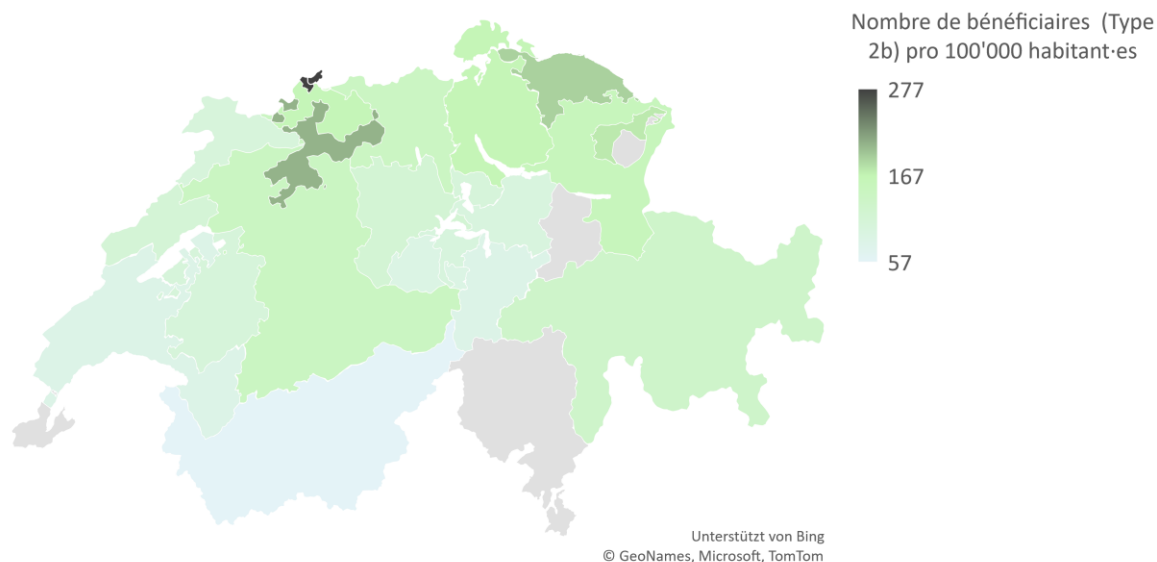 Nombre de bénéficiaires (Type
2b) pro 100'000 habitant·es
277
167
57
Unterstützt von Bing
© GeoNames, Microsoft, TomTom